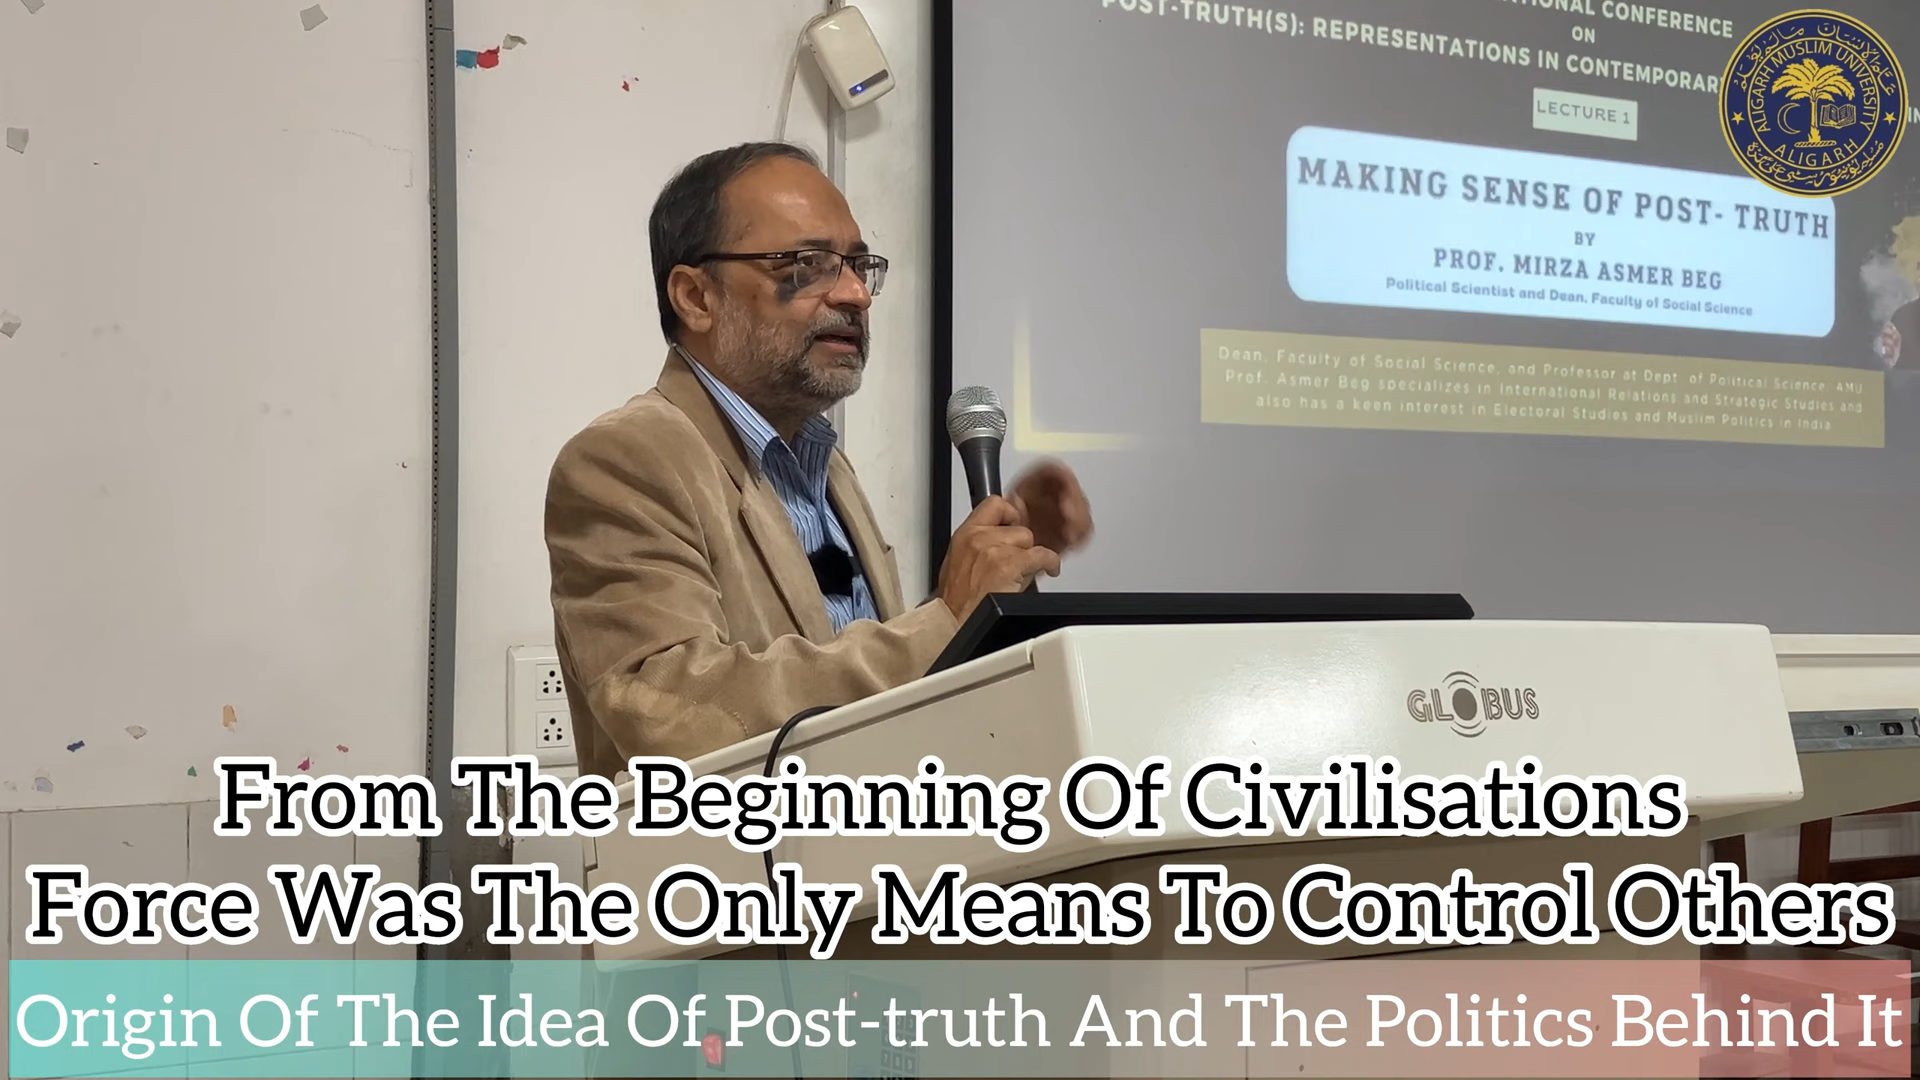 ATIONAL CONFERENCE
ON
POST-TRUTH(S): REPRESENTATIONS IN CONTEMPORAR
LECTURE 1
MAKING SENSE OF POST- TRUTH
BY
PROF. MIRZA ASMER BEG
Political Scientist and Dean, Faculty of Social Science
Dean, Faculty of Social Science, and Professor at Dept. of Political Science, AMU
Prof. Asmer Beg specializes in International Relations and Strategic Studies and
also has a keen interest in Electoral Studies and Muslim Politics in India
ALIGARH MUSLIM UNIVERSITY
ALIGARH
GLOBUS
From The Beginning Of Civilisations
Force Was The Only Means To Control Others
Origin Of The Idea Of Post-truth And The Politics Behind It